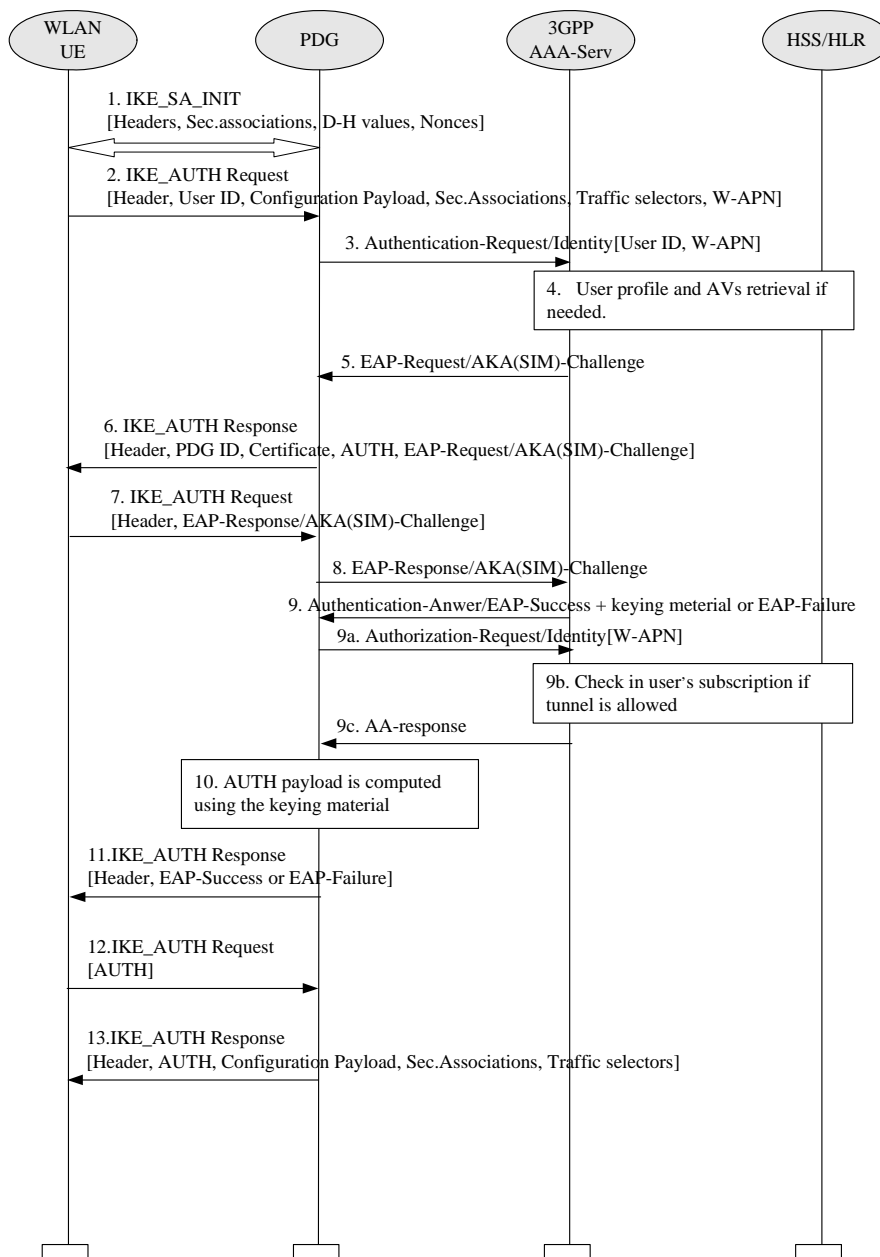 WLAN
UE
PDG
3GPP
AAA-Serv
HSS/HLR
1. IKE_SA_INIT
[Headers, Sec.associations, D-H values, Nonces]
2. IKE_AUTH Request
[Header, User ID, Configuration Payload, Sec.Associations, Traffic selectors, W-APN]
3. Authentication-Request/Identity[User ID, W-APN]
4. User profile and AVs retrieval if
needed.
5. EAP-Request/AKA(SIM)-Challenge
6. IKE_AUTH Response
[Header, PDG ID, Certificate, AUTH, EAP-Request/AKA(SIM)-Challenge]
7. IKE_AUTH Request
[Header, EAP-Response/AKA(SIM)-Challenge]
8. EAP-Response/AKA(SIM)-Challenge
9. Authentication-Anwer/EAP-Success + keying meterial or EAP-Failure
9a. Authorization-Request/Identity[W-APN]
9b. Check in user's subscription if
tunnel is allowed
9c. AA-response
10. AUTH payload is computed
using the keying material
11.IKE_AUTH Response
[Header, EAP-Success or EAP-Failure]
12.IKE_AUTH Request
[AUTH]
13.IKE_AUTH Response
[Header, AUTH, Configuration Payload, Sec.Associations, Traffic selectors]